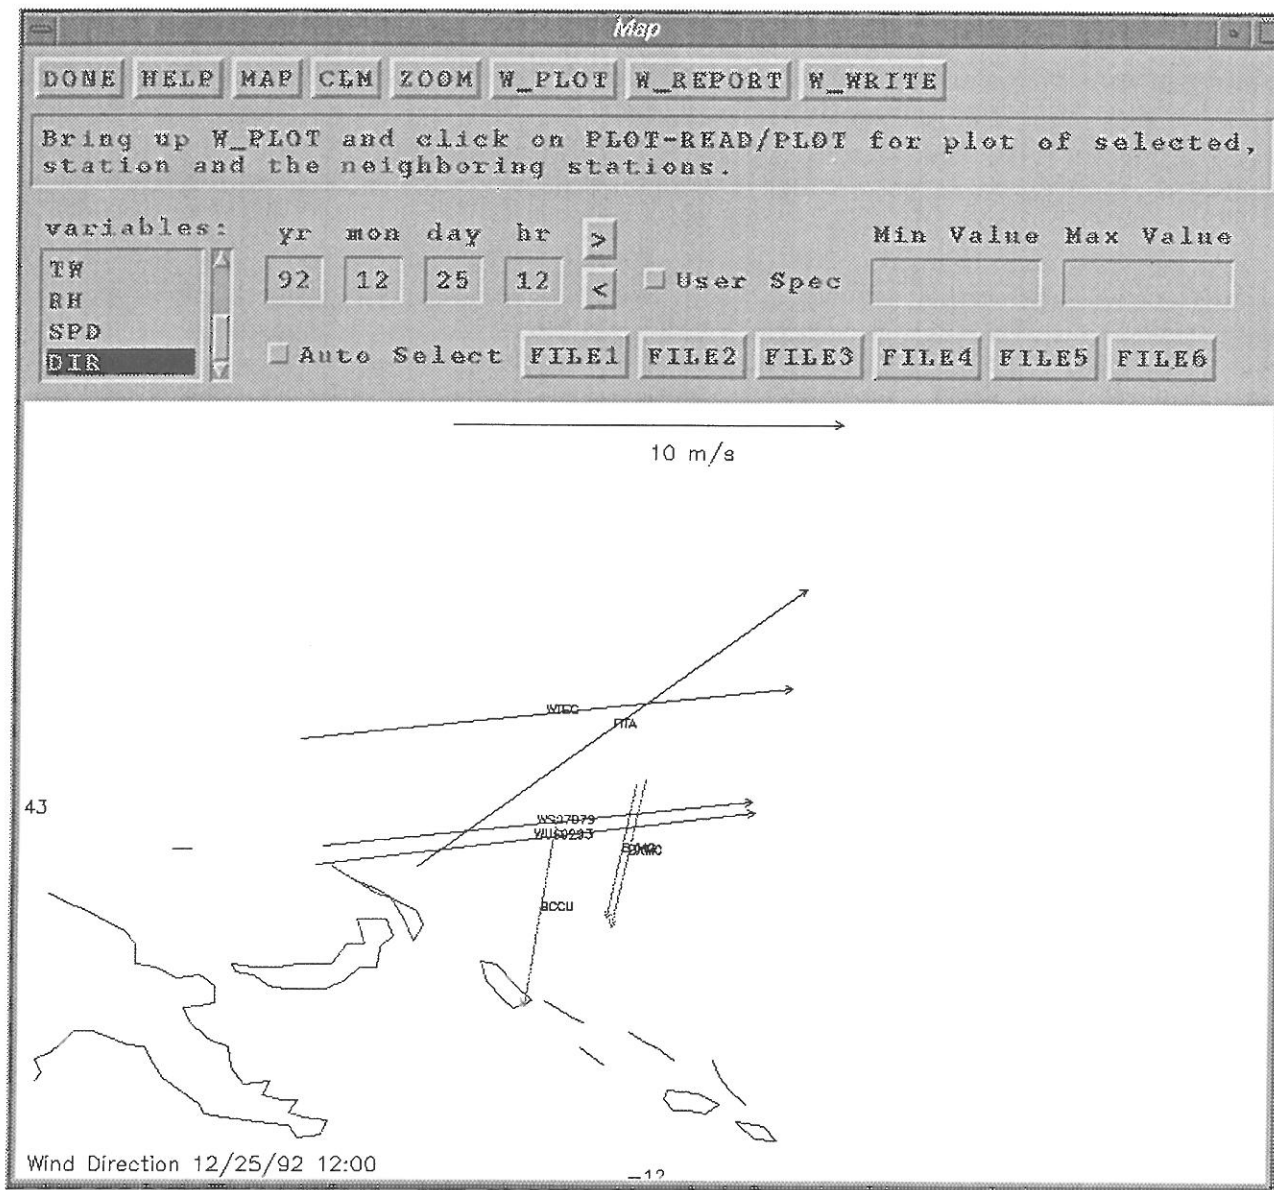 Map
DONE HELP MAP CLM ZOOM W_PLOT W_REPORT W_WRITE
Bring up W_PLOT and click on PLOT-READ/PLOT for plot of selected,
station and the neighboring stations.
variables: yr mon day hr > Min Value Max Value
TW
RH
SPD
DIR
92 12 25 12 < User Spec
Auto Select FILE1 FILE2 FILE3 FILE4 FILE5 FILE6
10 m/s
WTEC
43
BCCU
Wind Direction 12/25/92 12:00